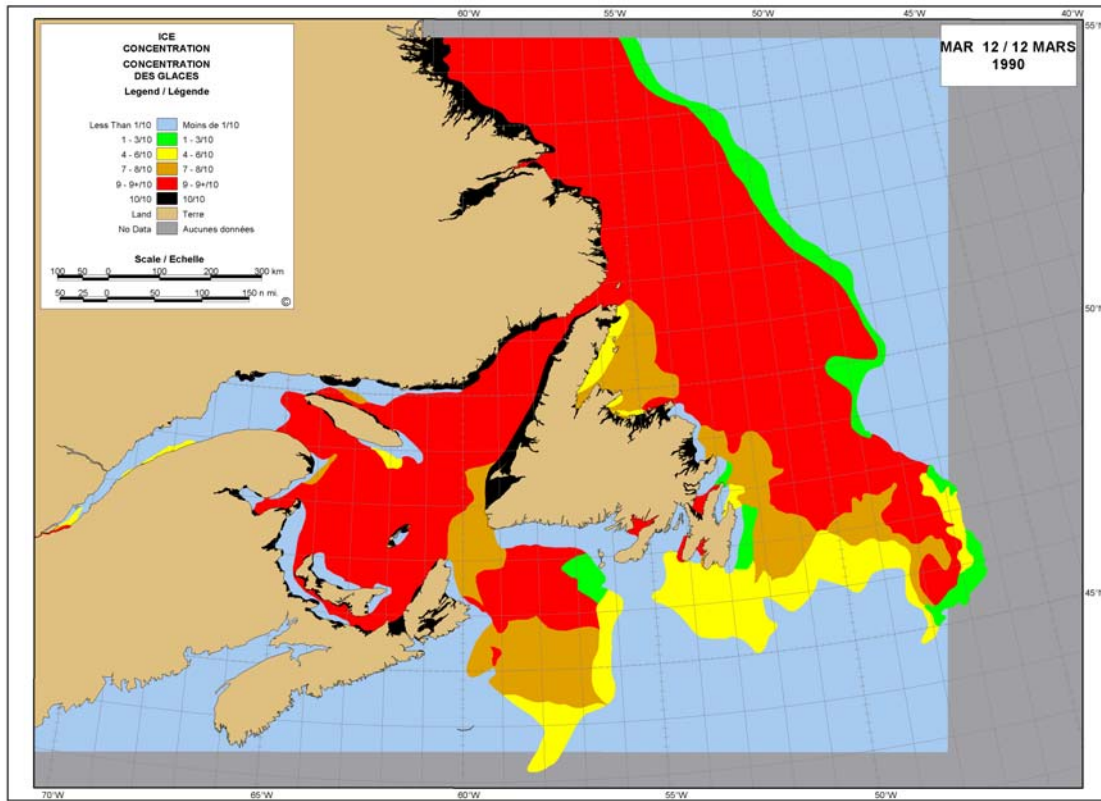 60°W 55°W 50°W 45°W 40°W
ICE
CONCENTRATION
CONCENTRATION
DES GLACES
Legend / Légende
Less Than 1/10 Moins de 1/10
1 - 3/10 1 - 3/10
4 - 6/10 4 - 6/10
7 - 8/10 7 - 8/10
9 - 9+/10 9 - 9+/10
10/10 10/10
Land Terre
No Data Aucunes données
Scale / Echelle
100 50 0 100 200 300 km
50 25 0 50 100 150 n mi.
©
MAR 12 / 12 MARS
1990
50°N
45°N
70°W 65°W 60°W 55°W 50°W